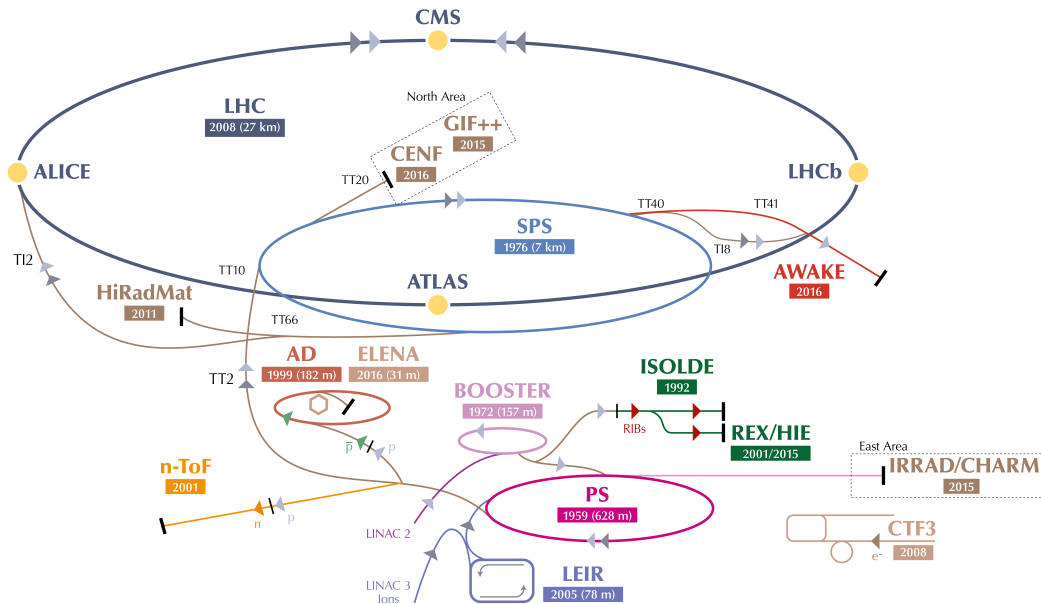 CMS
LHC
2008 (27 km)
North Area
GIF++
2015
CENF
2016
TT20
ALICE
LHCb
TT40
TT41
SPS
1976 (7 km)
TI8
TI2
TT10
AWAKE
2016
ATLAS
HiRadMat
2011
TT66
AD
1999 (182 m)
ELENA
2016 (31 m)
TT2
ISOLDE
1992
BOOSTER
1972 (157 m)
RIBs
REX/HIE
2001/2015
p̅
p
East Area
n-ToF
2001
IRRAD/CHARM
2015
PS
1959 (628 m)
n
p
LINAC 2
CTF3
2008
e-
LEIR
2005 (78 m)
LINAC 3
Ions